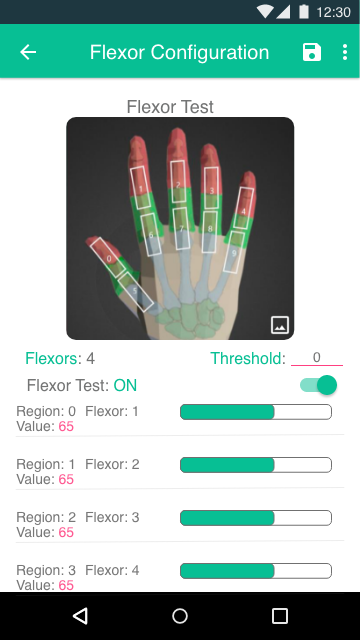 12:30
Flexor Configuration
Flexor Test
2
1
3
4
6
7
8
9
0
5
Flexors: 4 Threshold: 0
Flexor Test: ON
Region: 0 Flexor: 1
Value: 65
Region: 1 Flexor: 2
Value: 65
Region: 2 Flexor: 3
Value: 65
Region: 3 Flexor: 4
Value: 65